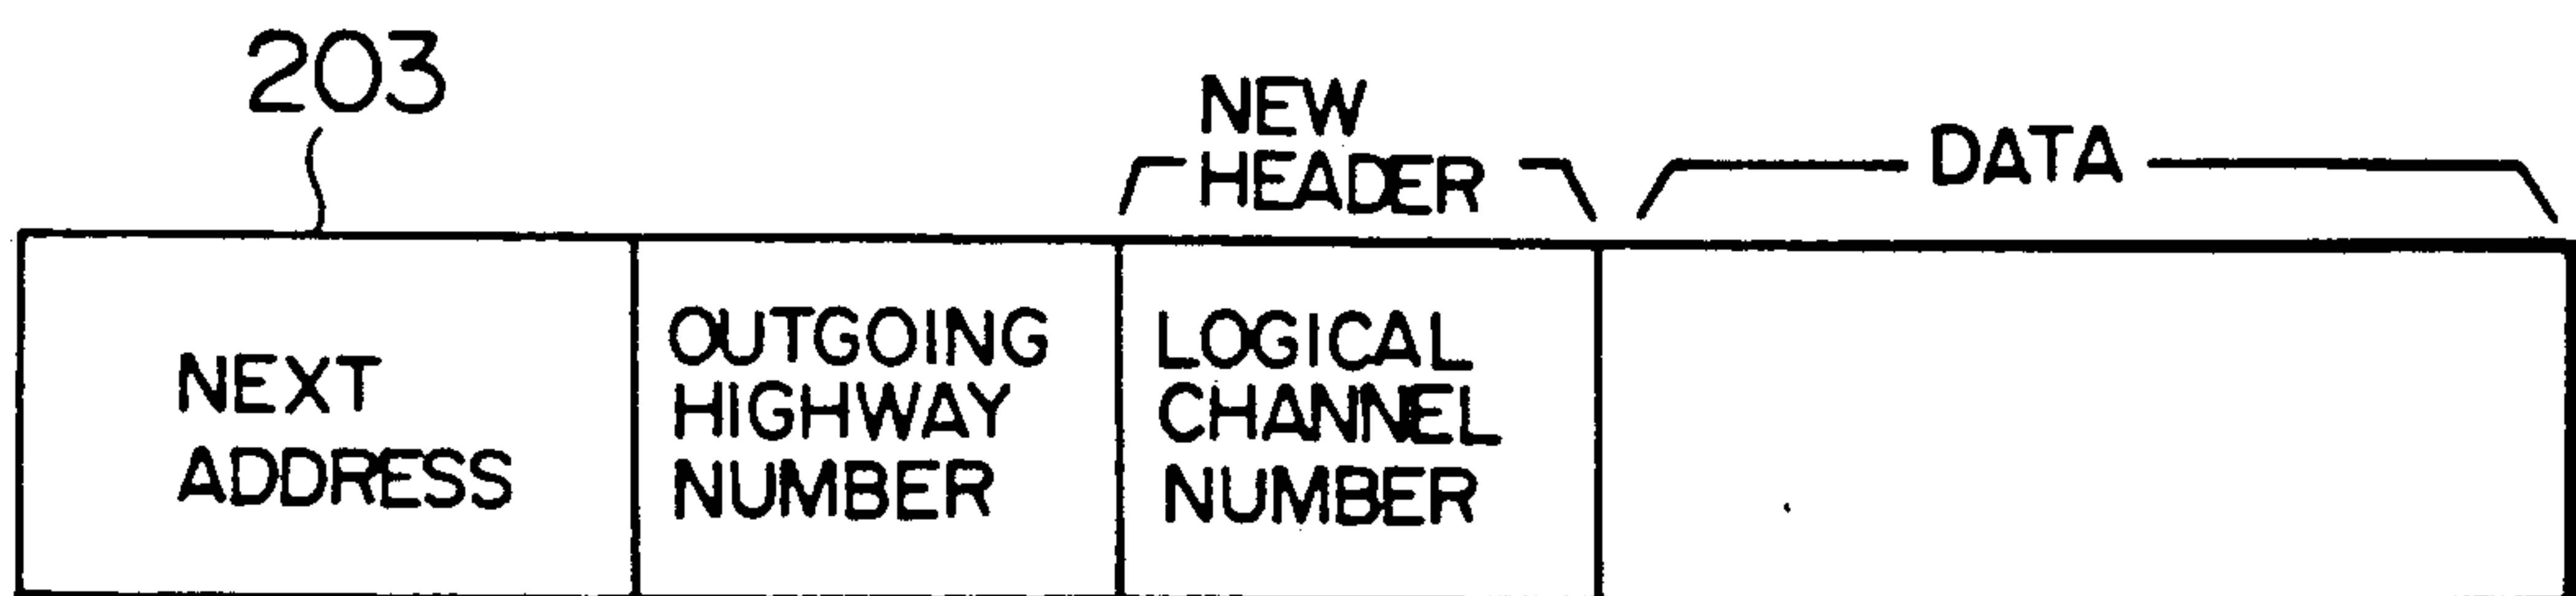 203
NEW
HEADER
DATA
NEXT
ADDRESS
OUTGOING
HIGHWAY
NUMBER
LOGICAL
CHANNEL
NUMBER